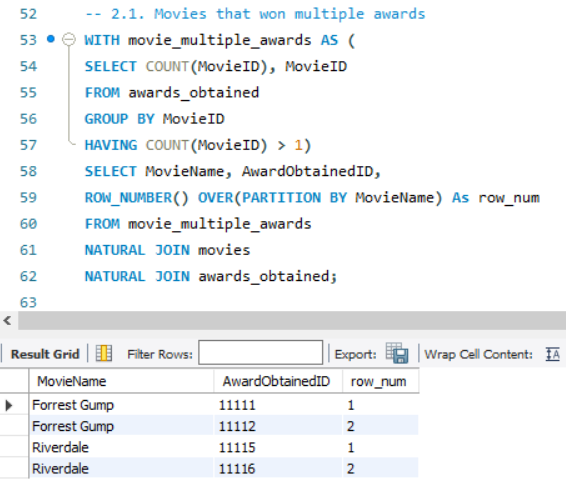 52 -- 2.1. Movies that won multiple awards
53 WITH movie_multiple_awards AS (
54 SELECT COUNT(MovieID), MovieID
55 FROM awards_obtained
56 GROUP BY MovieID
57 HAVING COUNT(MovieID) > 1)
58 SELECT MovieName, AwardObtainedID,
59 ROW_NUMBER() OVER(PARTITION BY MovieName) As row_num
60 FROM movie_multiple_awards
61 NATURAL JOIN movies
62 NATURAL JOIN awards_obtained;
63
Result Grid Filter Rows: Export: Wrap Cell Content: IA
MovieName AwardObtainedID row_num
Forrest Gump 11111 1
Forrest Gump 11112 2
Riverdale 11115 1
Riverdale 11116 2